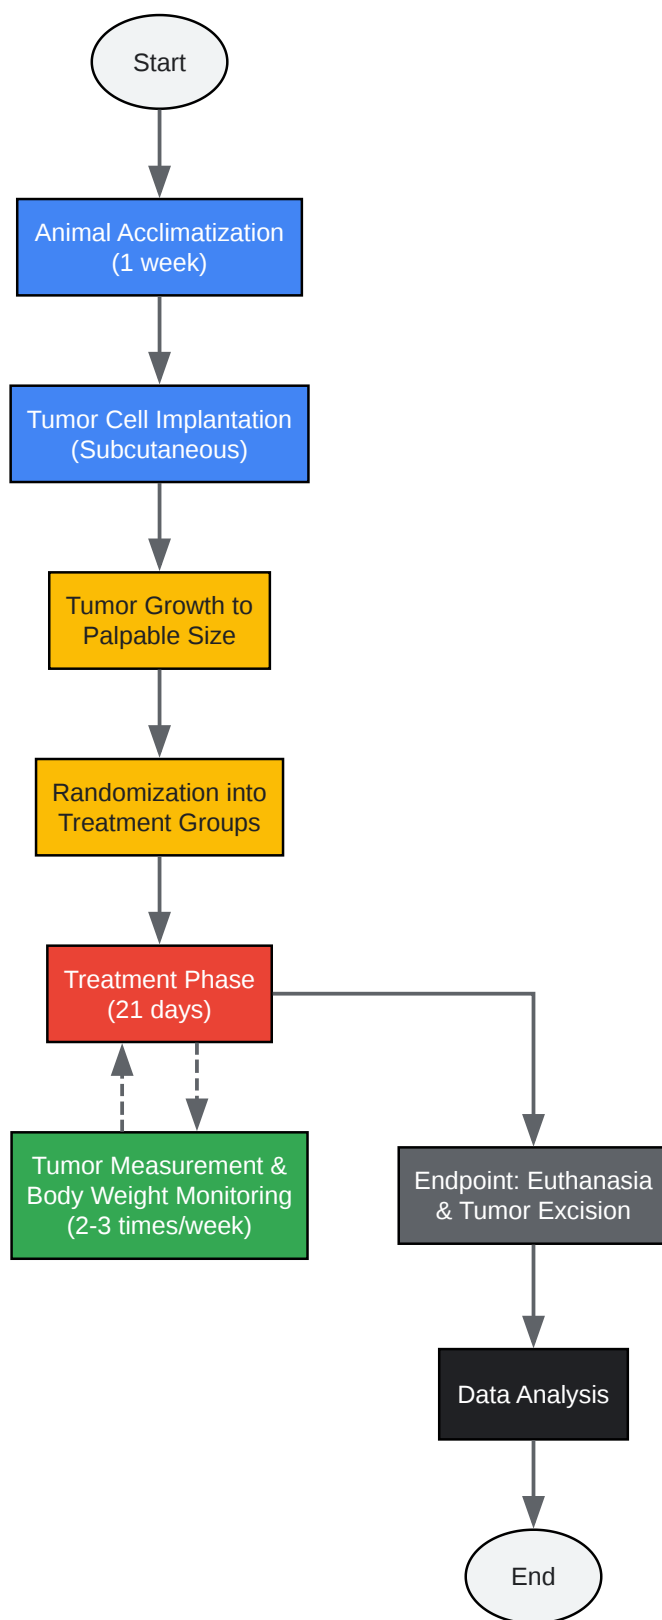 Start
Animal Acclimatization
(1 week)
Tumor Cell Implantation
(Subcutaneous)
Tumor Growth to
Palpable Size
Randomization into
Treatment Groups
Treatment Phase
(21 days)
Tumor Measurement &
Body Weight Monitoring
(2-3 times/week)
Endpoint: Euthanasia
& Tumor Excision
Data Analysis
End